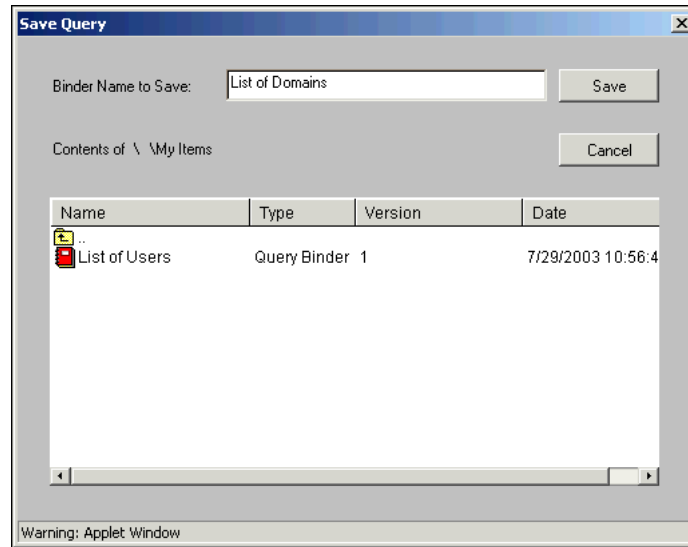 Save Query
Binder Name to Save: List of Domains Save
Contents of \ \My Items Cancel
Name Type Version Date
..
List of Users Query Binder 1 7/29/2003 10:56:4
Warning: Applet Window